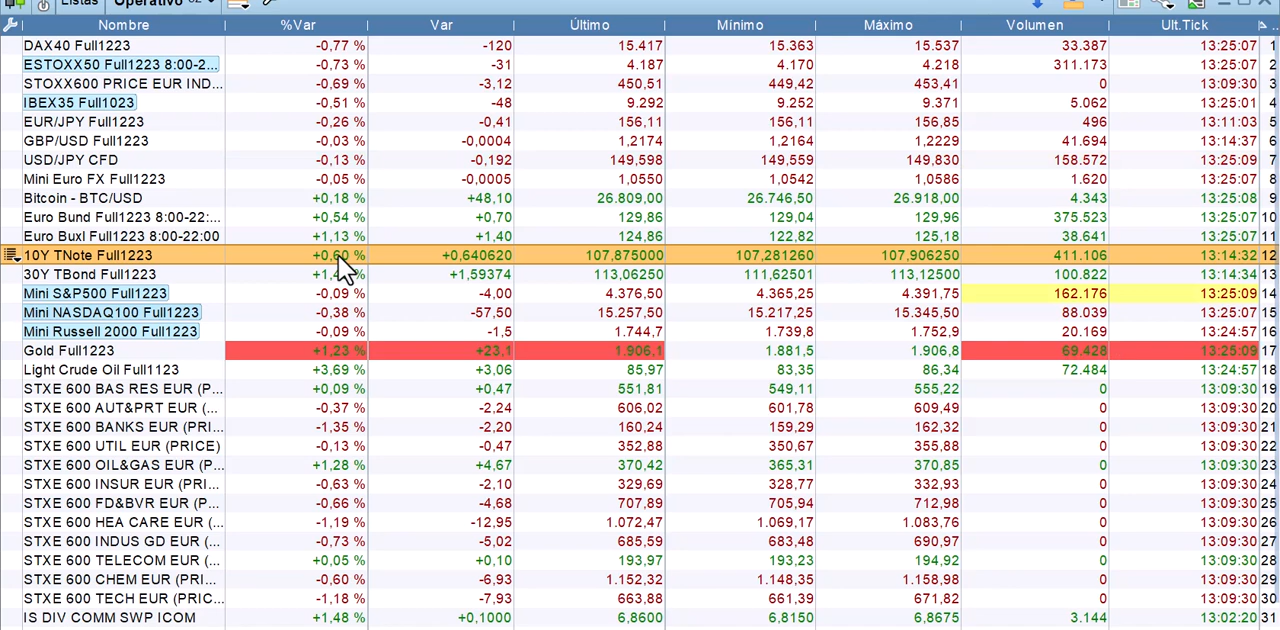 Listas Operativo
Nombre %Var Var Último Mínimo Máximo Volumen Ult.Tick
DAX40 Full1223 -0,77 % -120 15.417 15.363 15.537 33.387 13:25:07 1
ESTOXX50 Full1223 8:00-2... -0,73 % -31 4.187 4.170 4.218 311.173 13:25:07 2
STOXX600 PRICE EUR IND... -0,69 % -3,12 450,51 449,42 453,41 0 13:09:30 3
IBEX35 Full1023 -0,51 % -48 9.292 9.252 9.371 5.062 13:25:01 4
EUR/JPY Full1223 -0,26 % -0,41 156,11 156,11 156,85 496 13:11:03 5
GBP/USD Full1223 -0,03 % -0,0004 1,2174 1,2164 1,2229 41.694 13:14:37 6
USD/JPY CFD -0,13 % -0,192 149,598 149,559 149,830 158.572 13:25:09 7
Mini Euro FX Full1223 -0,05 % -0,0005 1,0550 1,0542 1,0586 1.620 13:25:07 8
Bitcoin - BTC/USD +0,18 % +48,10 26.809,00 26.746,50 26.918,00 4.343 13:25:08 9
Euro Bund Full1223 8:00-22:... +0,54 % +0,70 129,86 129,04 129,96 375.523 13:25:07 10
Euro Buxl Full1223 8:00-22:00 +1,13 % +1,40 124,86 122,82 125,18 38.641 13:25:07 11
10Y TNote Full1223 +0,60 % +0,640620 107,875000 107,281260 107,906250 411.106 13:14:32 12
30Y TBond Full1223 % +1,59374 113,06250 111,62501 113,12500 100.822 13:14:34 13
Mini S&P500 Full1223 -0,09 % -4,00 4.376,50 4.365,25 4.391,75 162.176 13:25:09 14
Mini NASDAQ100 Full1223 -0,38 % -57,50 15.257,50 15.217,25 15.345,50 88.039 13:25:07 15
Mini Russell 2000 Full1223 -0,09 % -1,5 1.744,7 1.739,8 1.752,9 20.169 13:24:57 16
Gold Full1223 +1,23 % +23,1 1.906,1 1.881,5 1.906,8 69.428 13:25:09 17
Light Crude Oil Full1123 +3,69 % +3,06 85,97 83,35 86,34 72.484 13:24:57 18
STXE 600 BAS RES EUR (P... +0,09 % +0,47 551,81 549,11 555,22 0 13:09:30 19
STXE 600 AUT&PRT EUR (... -0,37 % -2,24 606,02 601,78 609,49 0 13:09:30 20
STXE 600 BANKS EUR (PRI... -1,35 % -2,20 160,24 159,29 162,32 0 13:09:30 21
STXE 600 UTIL EUR (PRICE) -0,13 % -0,47 352,88 350,67 355,88 0 13:09:30 22
STXE 600 OIL&GAS EUR (P... +1,28 % +4,67 370,42 365,31 370,85 0 13:09:30 23
STXE 600 INSUR EUR (PRI... -0,63 % -2,10 329,69 328,77 332,93 0 13:09:30 24
STXE 600 FD&BVR EUR (P... -0,66 % -4,68 707,89 705,94 712,98 0 13:09:30 25
STXE 600 HEA CARE EUR (... -1,19 % -12,95 1.072,47 1.069,17 1.083,76 0 13:09:30 26
STXE 600 INDUS GD EUR (... -0,73 % -5,02 685,59 683,48 690,97 0 13:09:30 27
STXE 600 TELECOM EUR (... +0,05 % +0,10 193,97 193,23 194,92 0 13:09:30 28
STXE 600 CHEM EUR (PRI... -0,60 % -6,93 1.152,32 1.148,35 1.158,98 0 13:09:30 29
STXE 600 TECH EUR (PRIC... -1,18 % -7,93 663,88 661,39 671,82 0 13:09:30 30
IS DIV COMM SWP ICOM +1,48 % +0,1000 6,8600 6,8150 6,8675 3.144 13:02:20 31